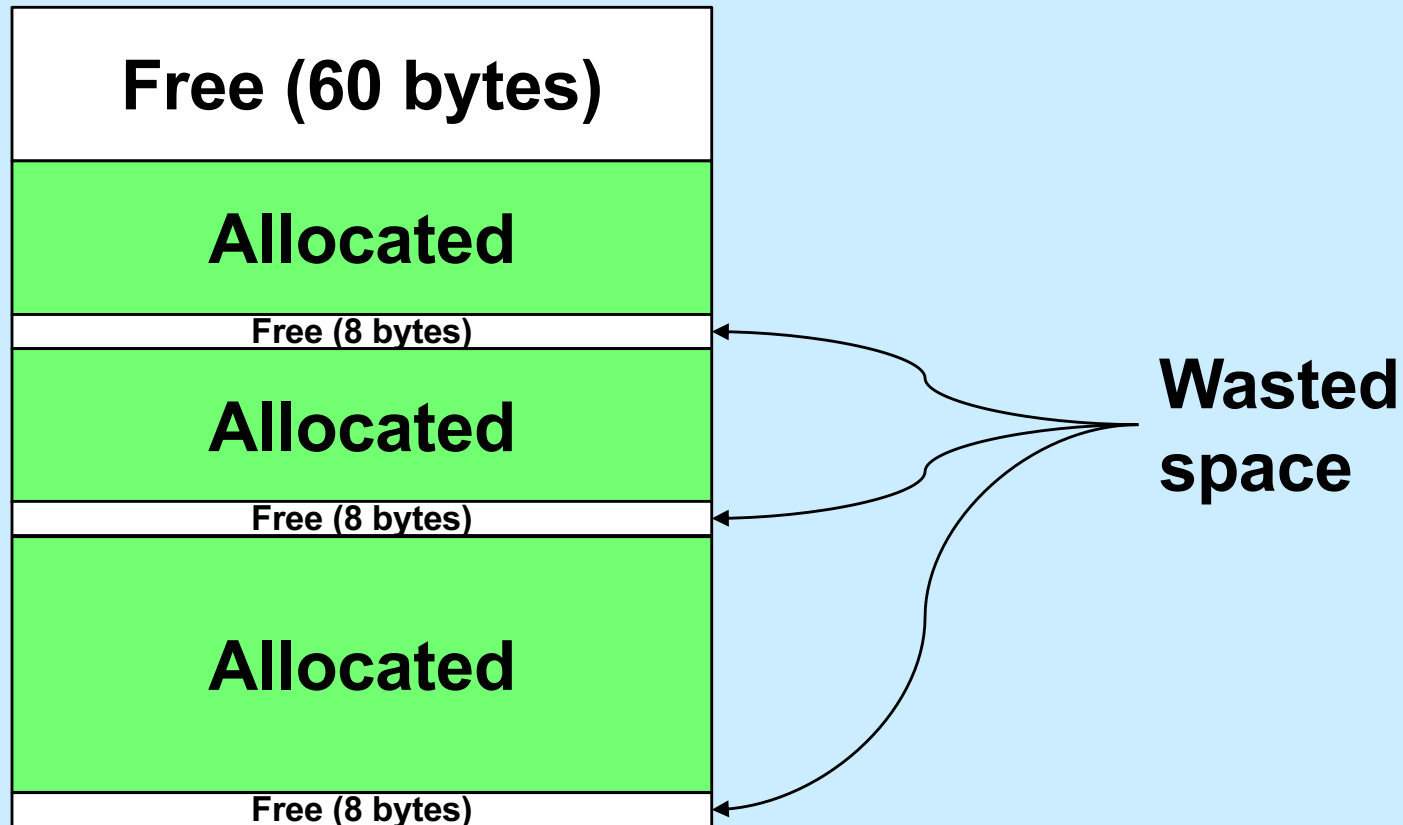 Free (60 bytes)
Allocated
Free (8 bytes)
Allocated
Free (8 bytes)
Allocated
Free (8 bytes)
Wasted
space